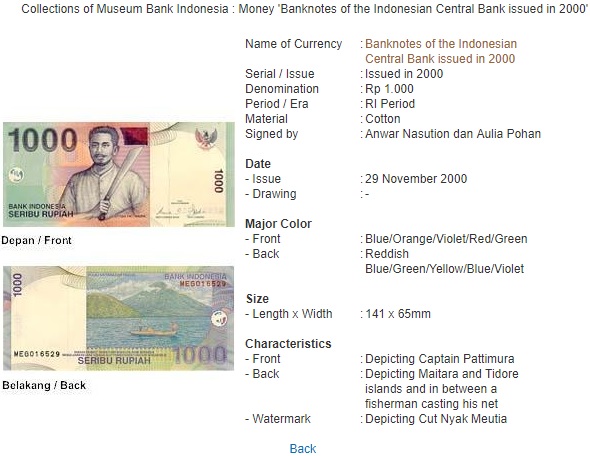 Collections of Museum Bank Indonesia : Money 'Banknotes of the Indonesian Central Bank issued in 2000'
Name of Currency : Banknotes of the Indonesian
Central Bank issued in 2000
Serial / Issue : Issued in 2000
Denomination : Rp 1.000
Period / Era : RI Period
Material : Cotton
Signed by : Anwar Nasution dan Aulia Pohan
1000
1000
BANK INDONESIA
SERIBU RUPIAH
Depan / Front
Date
- Issue : 29 November 2000
- Drawing : -
Major Color
- Front : Blue/Orange/Violet/Red/Green
- Back : Reddish
Blue/Green/Yellow/Blue/Violet
1000
BANK INDONESIA
MEG016529
MEG016529
SERIBU RUPIAH
1000
Belakang / Back
Size
- Length x Width : 141 x 65mm
Characteristics
- Front : Depicting Captain Pattimura
- Back : Depicting Maitara and Tidore
islands and in between a
fisherman casting his net
- Watermark : Depicting Cut Nyak Meutia
Back